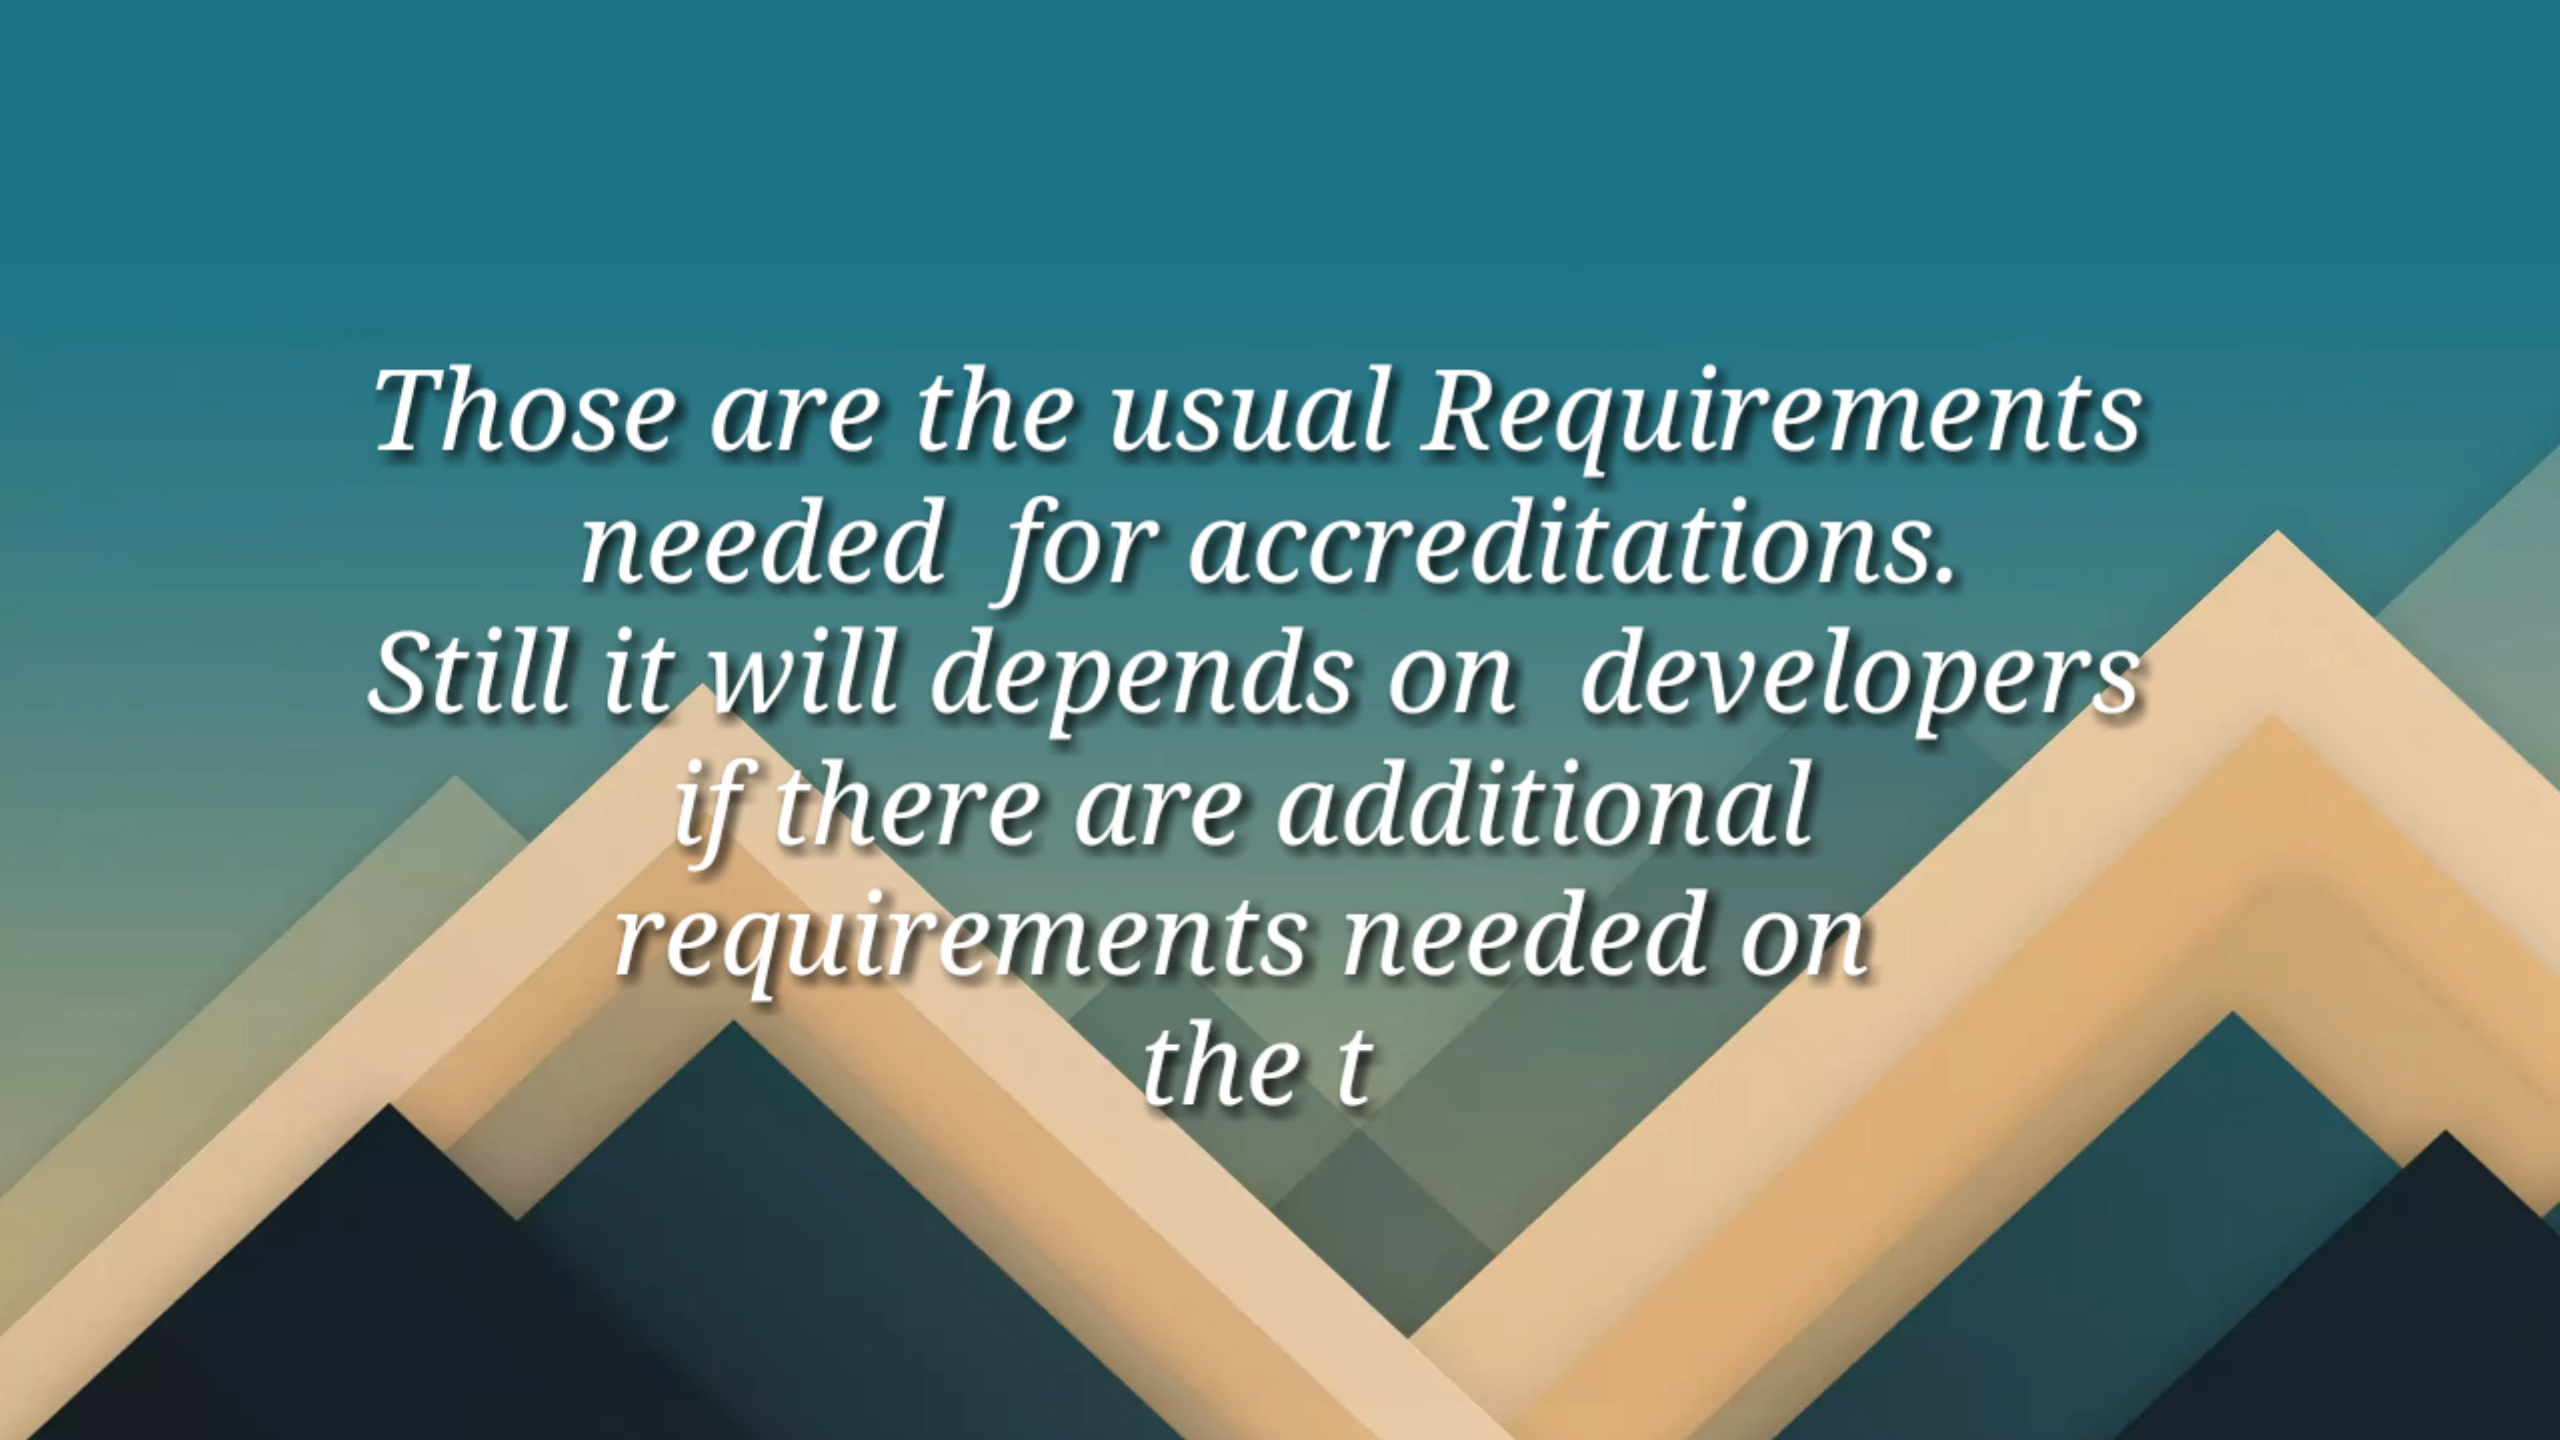 Those are the usual Requirements
needed  for accreditations.
Still it will depends on  developers
if there are additional
requirements needed on
the t